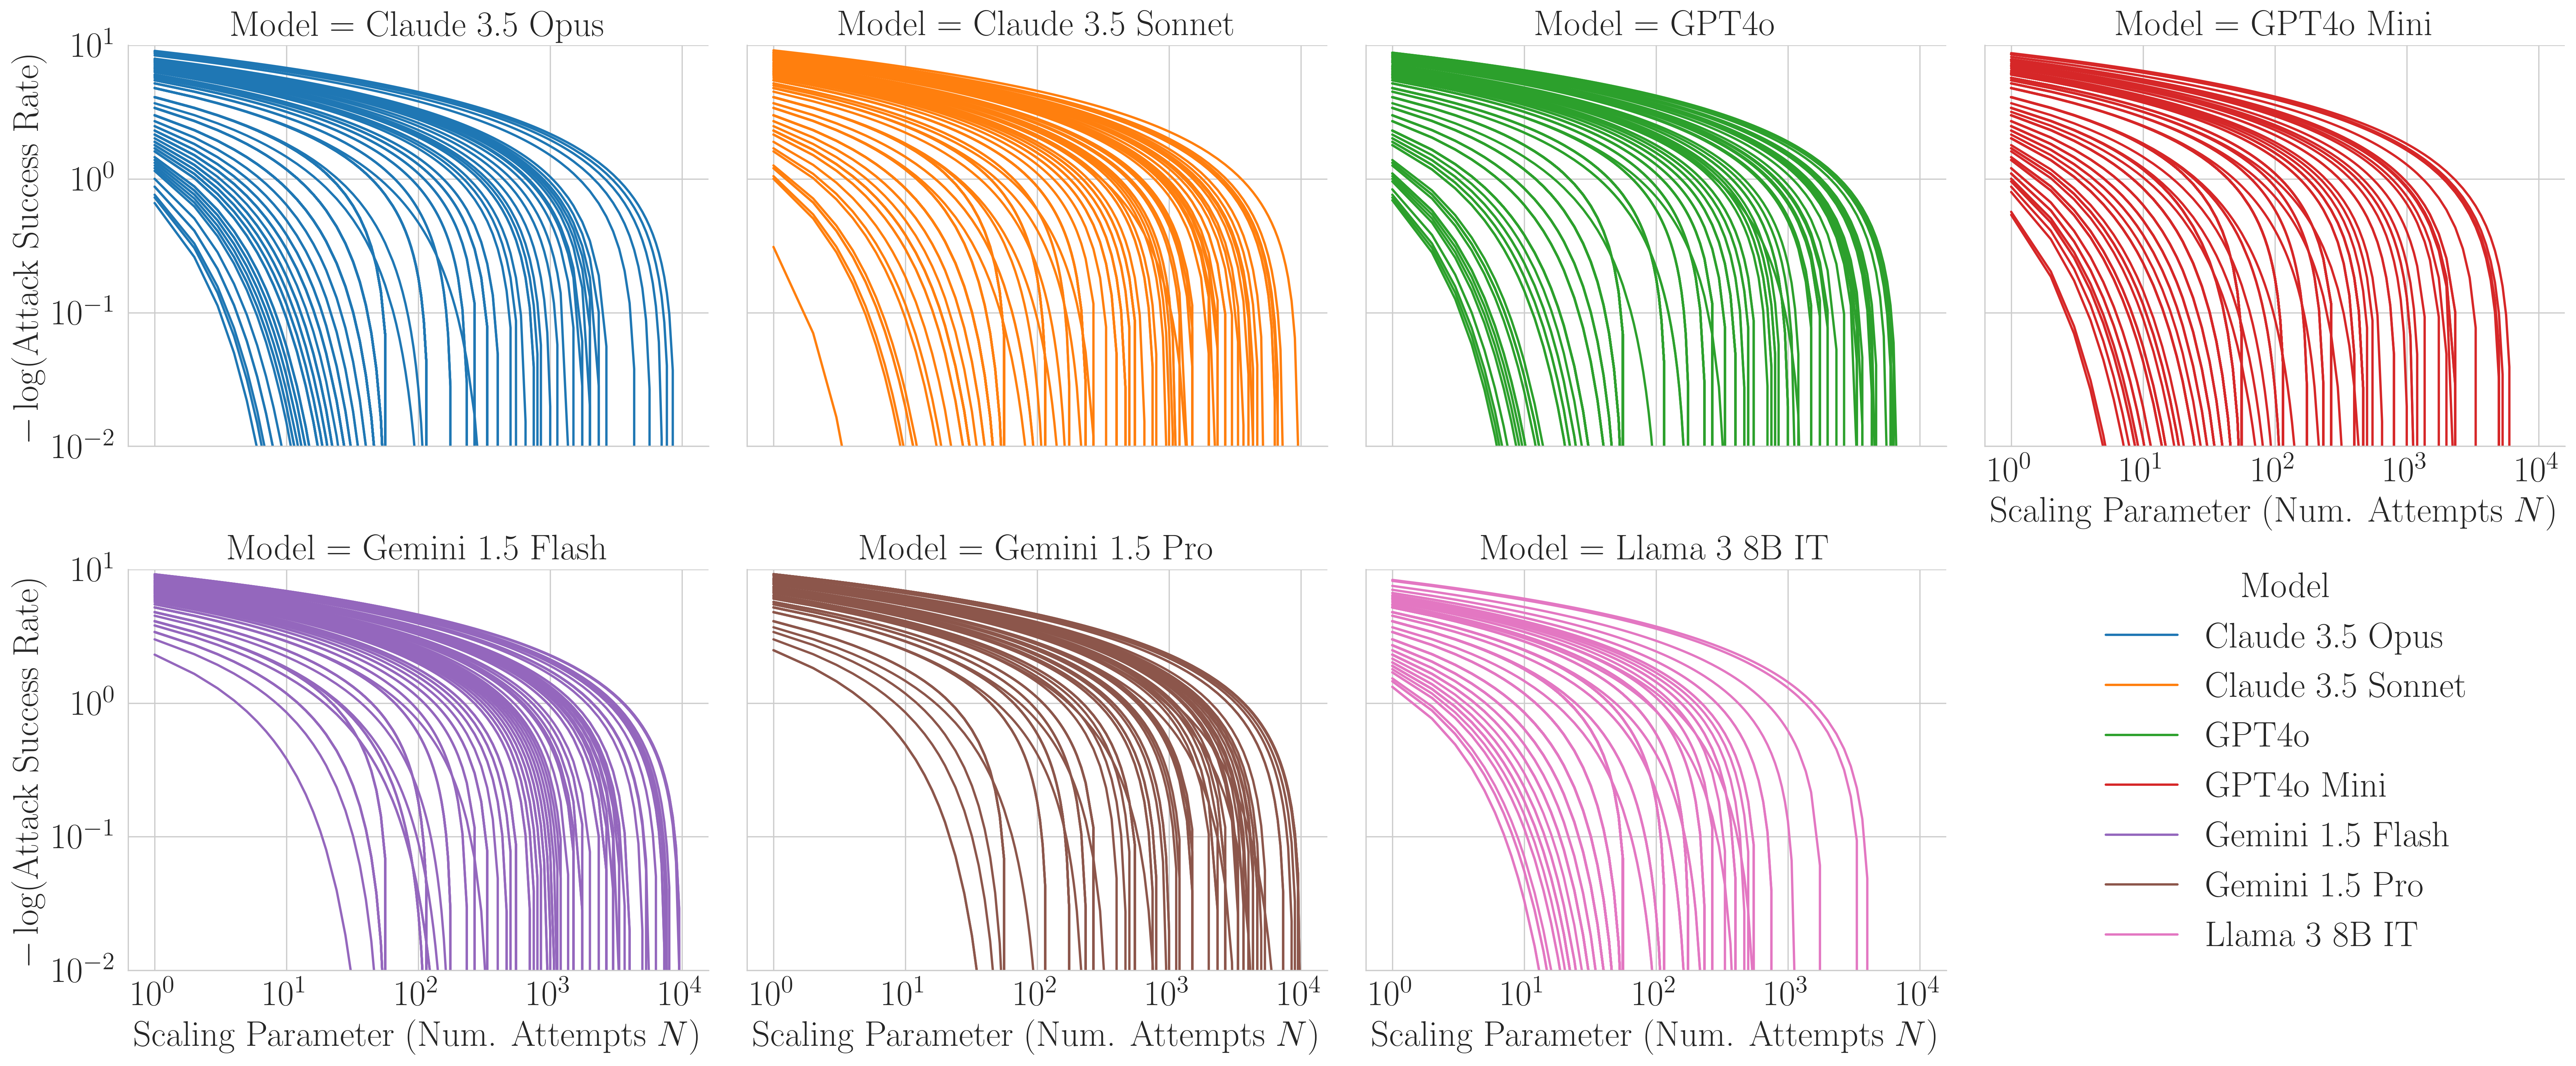 Model = Claude 3.5 Opus
Model = Claude 3.5 Sonnet
Model = GPT4o
Model = GPT4o Mini
− log(Attack Success Rate)
10^1
10^0
10^−1
10^−2
10^0 10^1 10^2 10^3 10^4
Scaling Parameter (Num. Attempts N)
Model = Gemini 1.5 Flash
Model = Gemini 1.5 Pro
Model = Llama 3 8B IT
− log(Attack Success Rate)
10^1
10^0
10^−1
10^−2
10^0 10^1 10^2 10^3 10^4
Scaling Parameter (Num. Attempts N)
10^0 10^1 10^2 10^3 10^4
Scaling Parameter (Num. Attempts N)
10^0 10^1 10^2 10^3 10^4
Scaling Parameter (Num. Attempts N)
Model
Claude 3.5 Opus
Claude 3.5 Sonnet
GPT4o
GPT4o Mini
Gemini 1.5 Flash
Gemini 1.5 Pro
Llama 3 8B IT